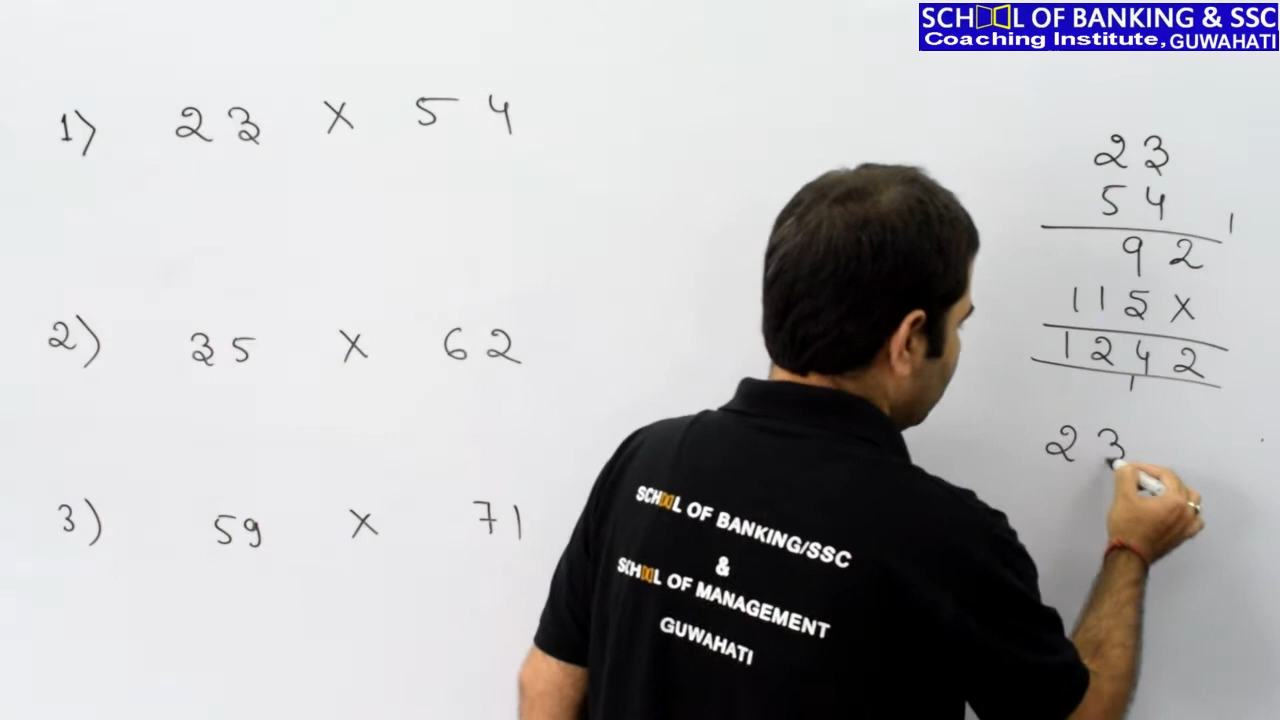 SCHOOL OF BANKING & SSC
Coaching Institute, GUWAHATI
1) 23 X 54
2) 35 X 62
3) 59 X 71
23
54
1
92
115X
1242
1
23
SCHOOL OF BANKING/SSC
&
SCHOOL OF MANAGEMENT
GUWAHATI